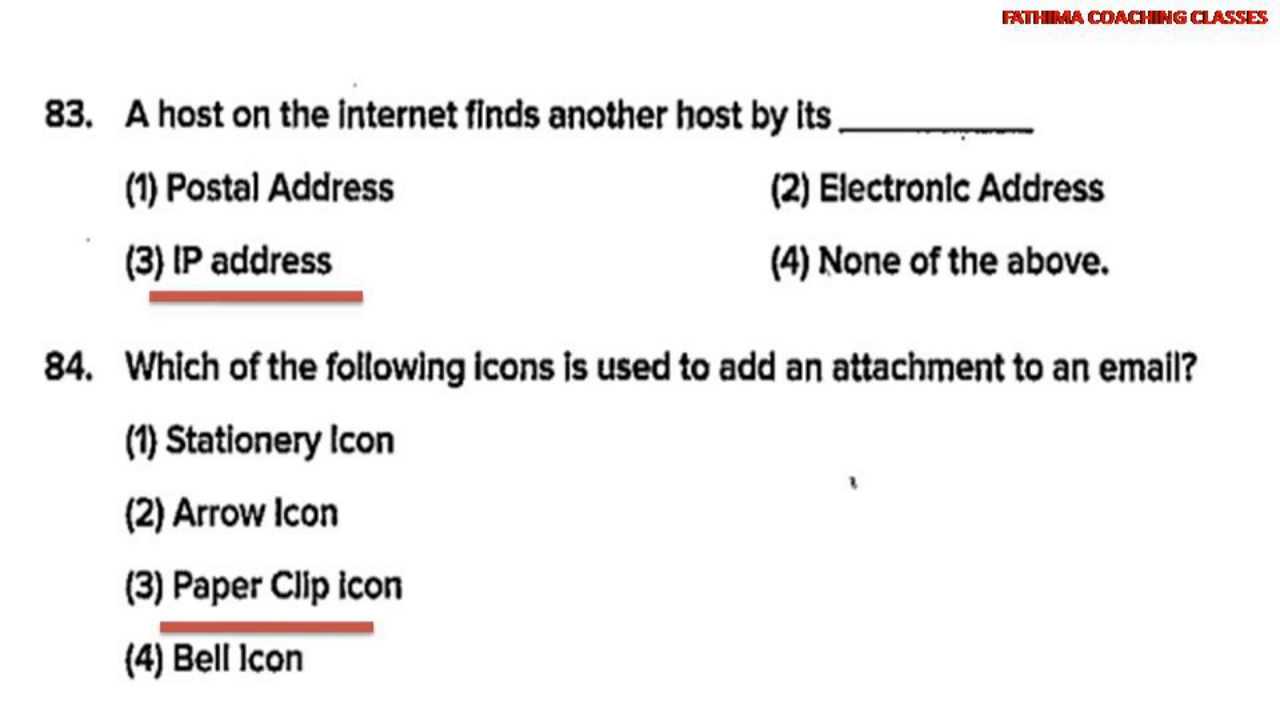 FATHIMA COACHING CLASSES
83. A host on the internet finds another host by its __________
(1) Postal Address (2) Electronic Address
(3) IP address (4) None of the above.
84. Which of the following icons is used to add an attachment to an email?
(1) Stationery Icon
(2) Arrow Icon
(3) Paper Clip icon
(4) Bell Icon